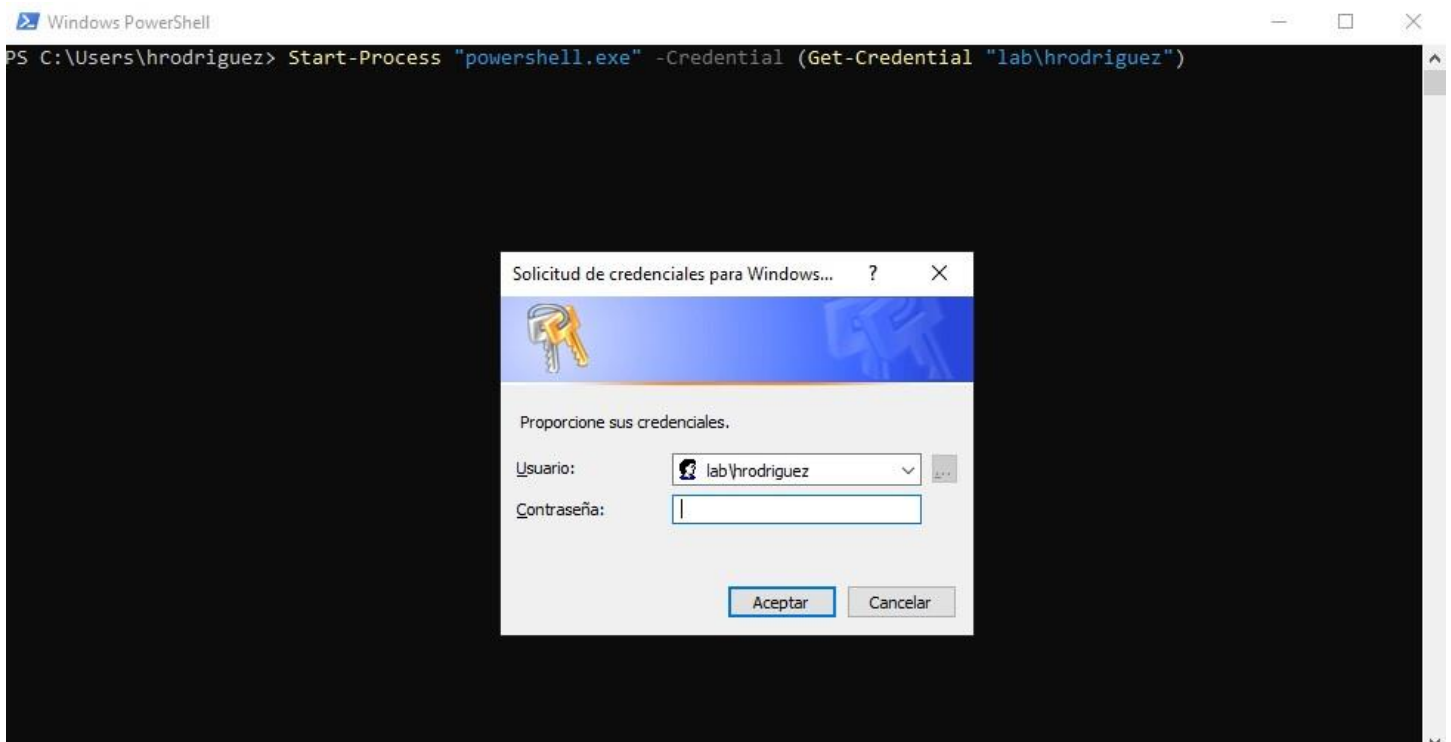 Windows PowerShell
PS C:\Users\hrodriguez> Start-Process "powershell.exe" -Credential (Get-Credential "lab\hrodriguez")
Solicitud de credenciales para Windows... ?
Proporcione sus credenciales.
Usuario: lab\hrodriguez ...
Contraseña:
Aceptar Cancelar